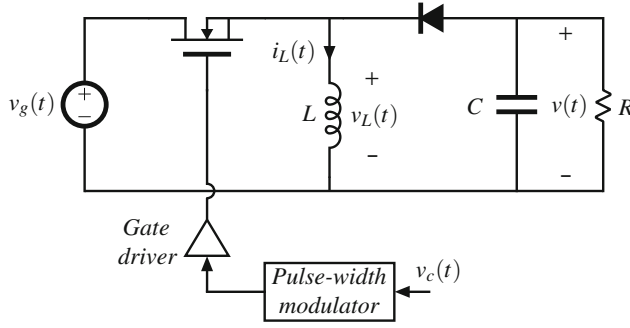 i_L(t)
+
+
v_g(t)
+
−
L
v_L(t)
C
v(t)
R
−
−
Gate
driver
Pulse-width
modulator
v_c(t)